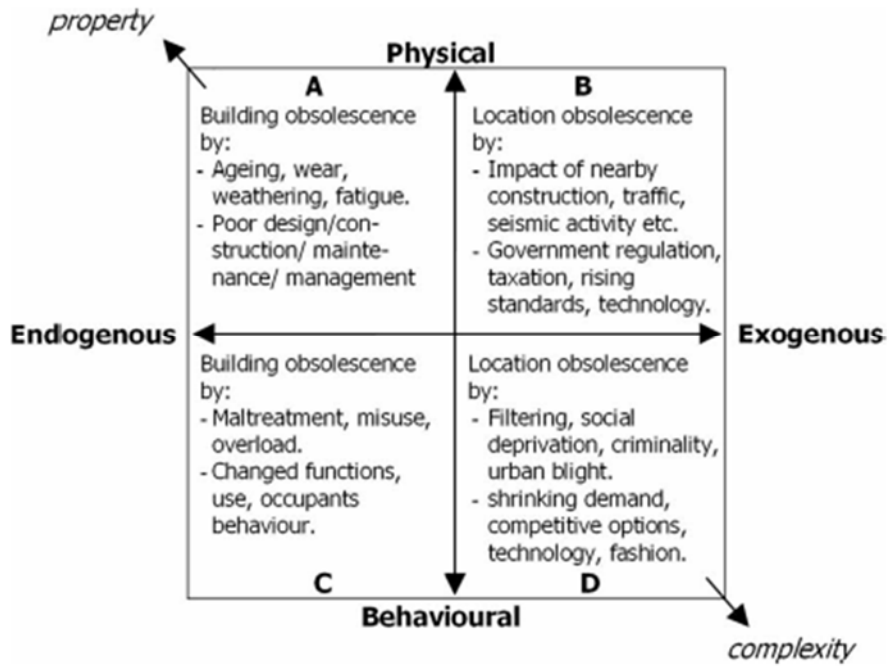 property
Physical
A
Building obsolescence
by:
- Ageing, wear,
weathering, fatigue.
- Poor design/con-
struction/ mainte-
nance/ management
B
Location obsolescence
by:
- Impact of nearby
construction, traffic,
seismic activity etc.
- Government regulation,
taxation, rising
standards, technology.
Endogenous
Exogenous
Building obsolescence
by:
- Maltreatment, misuse,
overload.
- Changed functions,
use, occupants
behaviour.
C
Location obsolescence
by:
- Filtering, social
deprivation, criminality,
urban blight.
- shrinking demand,
competitive options,
technology, fashion.
D
Behavioural
complexity